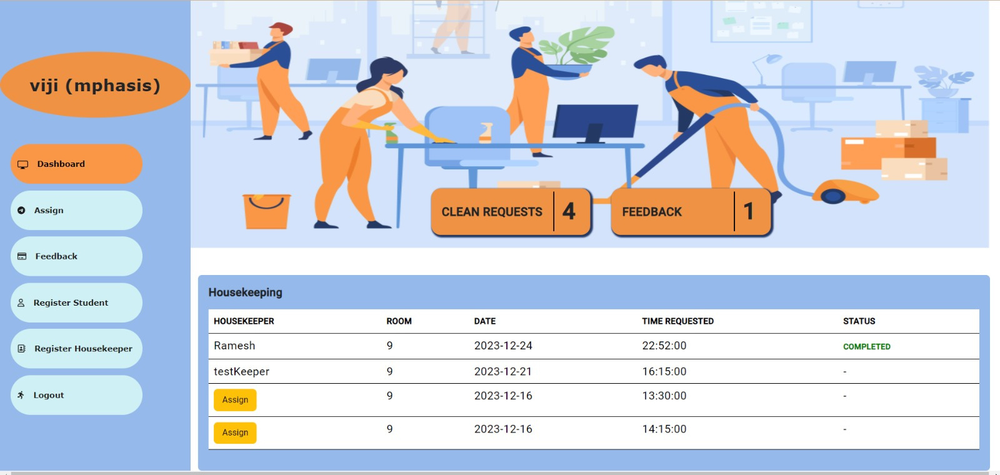 viji (mphasis)
Dashboard
Assign
Feedback
Register Student
Register Housekeeper
Logout
CLEAN REQUESTS 4
FEEDBACK 1
Housekeeping
HOUSEKEEPER ROOM DATE TIME REQUESTED STATUS
Ramesh 9 2023-12-24 22:52:00 COMPLETED
testKeeper 9 2023-12-21 16:15:00 -
Assign 9 2023-12-16 13:30:00 -
Assign 9 2023-12-16 14:15:00 -